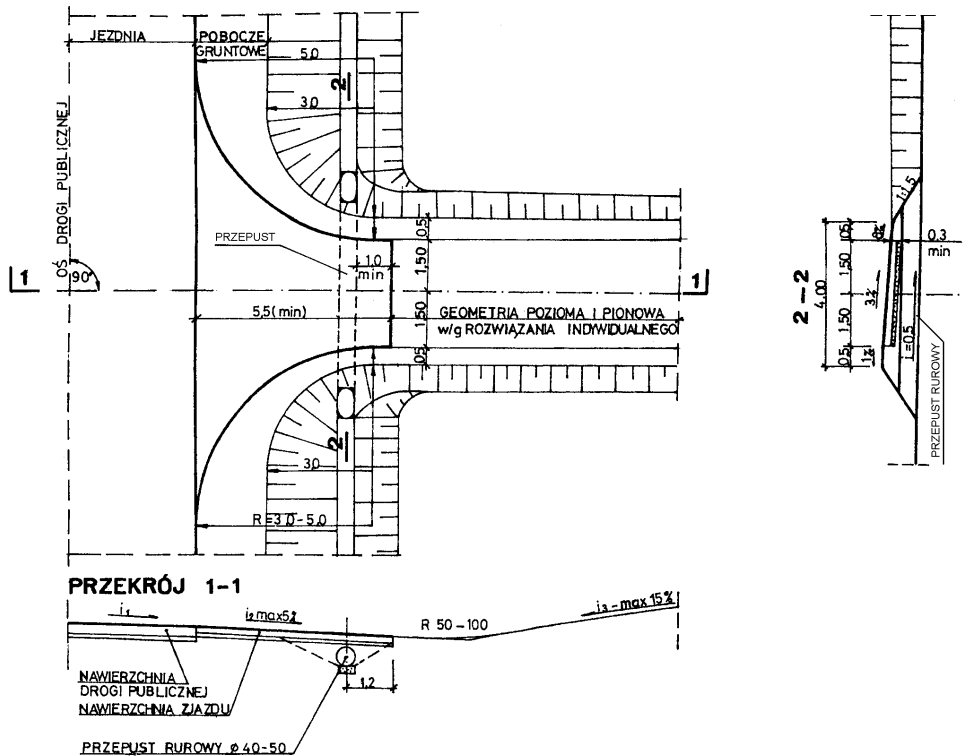 JEZDNIA
POBOCZE
GRUNTOWE
5,0
2
3,0
OŚ DROGI PUBLICZNEJ
PRZEPUST
0,5
1,50
1,0
min
1
90°
1
5,5(min)
GEOMETRIA POZIOMA I PIONOWA
w/g ROZWIĄZANIA INDYWIDUALNEGO
1,50
0,5
2
3,0
R=3,0-5,0
1:1,5
0,3
min
0,5
1,50
1,50
0,5
4.00
2-2
3%
i=0,5
PRZEPUST RUROWY
PRZEKRÓJ 1-1
i₁
i₂ max5%
R 50-100
i₃-max 15%
1,2
NAWIERZCHNIA
DROGI PUBLICZNEJ
NAWIERZCHNIA ZJAZDU
PRZEPUST RUROWY ø 40-50